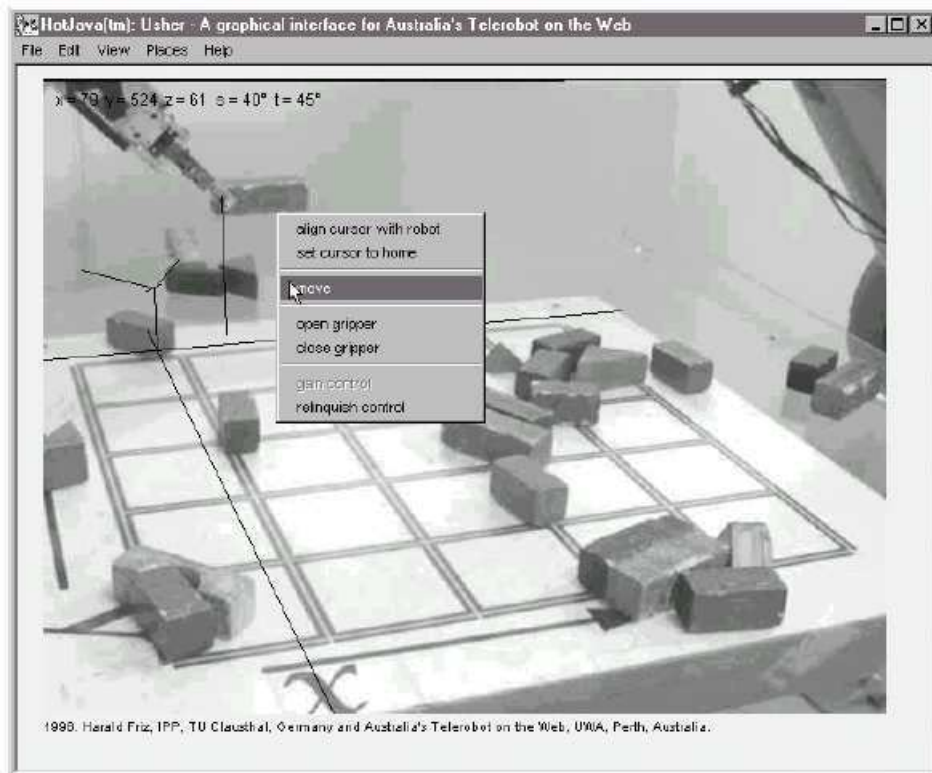 HotJava(tm): Usher - A graphical interface for Australia's Telerobot on the Web
File Edit View Places Help
x = 79 y = 524 z = 61 s = 40° t = 45°
align cursor with robot
set cursor to home
move
open gripper
close gripper
gain control
relinquish control
X
1998. Harald Friz, IPP, TU Clausthal, Germany and Australia's Telerobot on the Web, UWA, Perth, Australia.